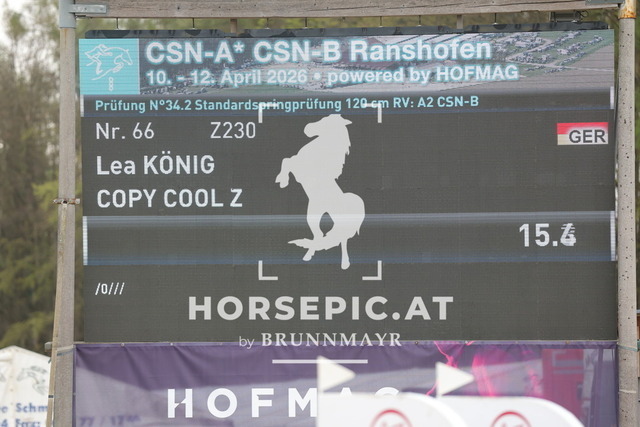 CSN-A* CSN-B Ranshofen
10. - 12. April 2026 • powered by HOFMAG
Prüfung N°34.2 Standardspringprüfung 120 cm RV: A2 CSN-B
Nr. 66 Z230
GER
Lea KÖNIG
COPY COOL Z
/0///
HORSEPIC.AT
by BRUNNMAYR